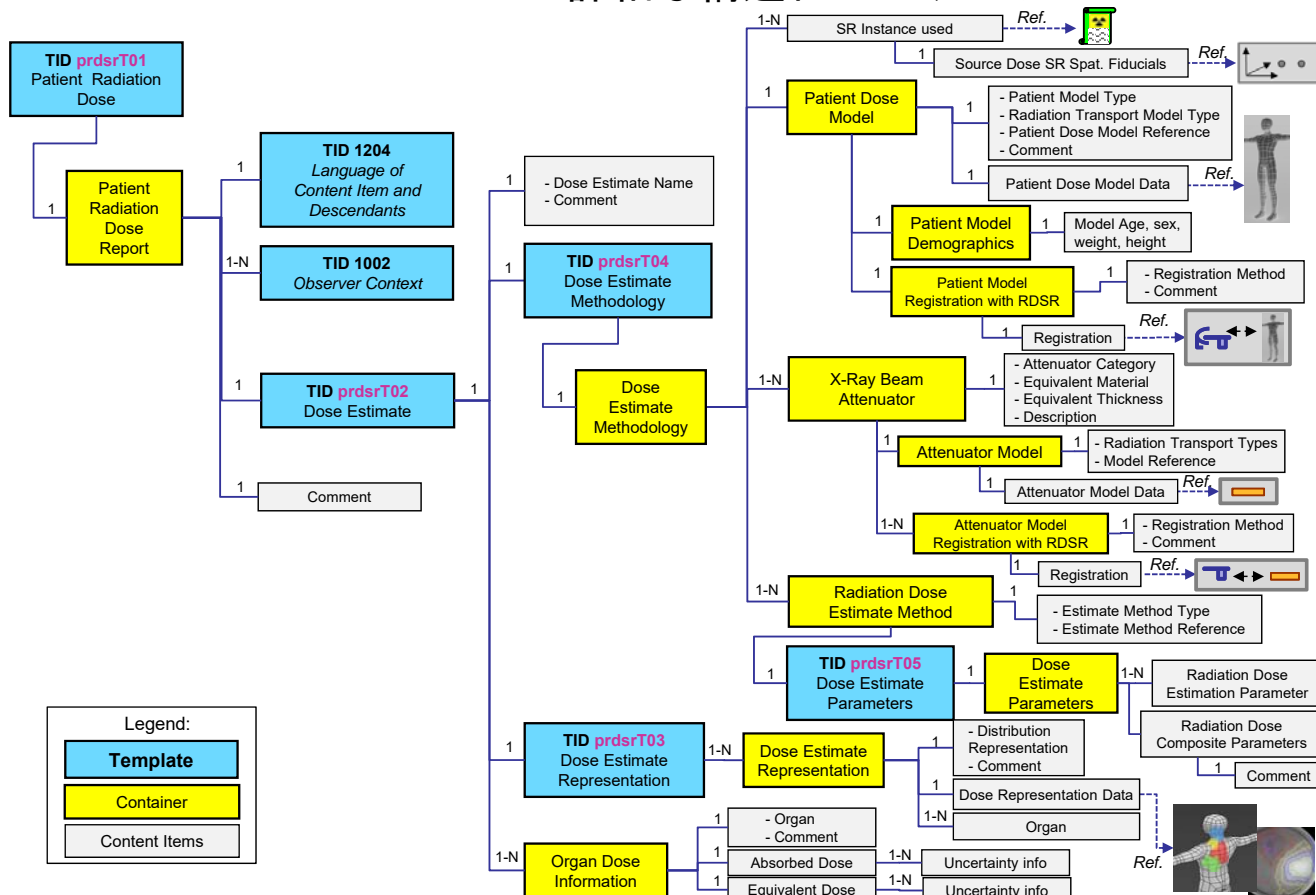 TID prdsrT01
Patient Radiation
Dose
1
Patient
Radiation
Dose
Report
1
TID 1204
Language of
Content Item and
Descendants
1-N
TID 1002
Observer Context
1
TID prdsrT02
Dose Estimate
1
Comment
1
1
- Dose Estimate Name
- Comment
1
TID prdsrT04
Dose Estimate
Methodology
1
Dose
Estimate
Methodology
1-N
SR Instance used
Ref.
1
Source Dose SR Spat. Fiducials
Ref.
1
Patient Dose
Model
1
- Patient Model Type
- Radiation Transport Model Type
- Patient Dose Model Reference
- Comment
1
Patient Dose Model Data
Ref.
1
Patient Model
Demographics
1
Model Age, sex,
weight, height
1
Patient Model
Registration with RDSR
1
- Registration Method
- Comment
1
Registration
Ref.
1-N
X-Ray Beam
Attenuator
1
- Attenuator Category
- Equivalent Material
- Equivalent Thickness
- Description
1
Attenuator Model
1
- Radiation Transport Types
- Model Reference
1
Attenuator Model Data
Ref.
1-N
Attenuator Model
Registration with RDSR
1
- Registration Method
- Comment
1
Registration
Ref.
1-N
Radiation Dose
Estimate Method
1
- Estimate Method Type
- Estimate Method Reference
1
TID prdsrT05
Dose Estimate
Parameters
1
Dose
Estimate
Parameters
1-N
Radiation Dose
Estimation Parameter
Radiation Dose
Composite Parameters
1
Comment
1
TID prdsrT03
Dose Estimate
Representation
1-N
Dose Estimate
Representation
1
- Distribution
Representation
- Comment
1
Dose Representation Data
Ref.
1-N
Organ
1-N
Organ Dose
Information
1
- Organ
- Comment
1
Absorbed Dose
1-N
Uncertainty info
1
Equivalent Dose
1-N
Uncertainty info
Legend:
Template
Container
Content Items